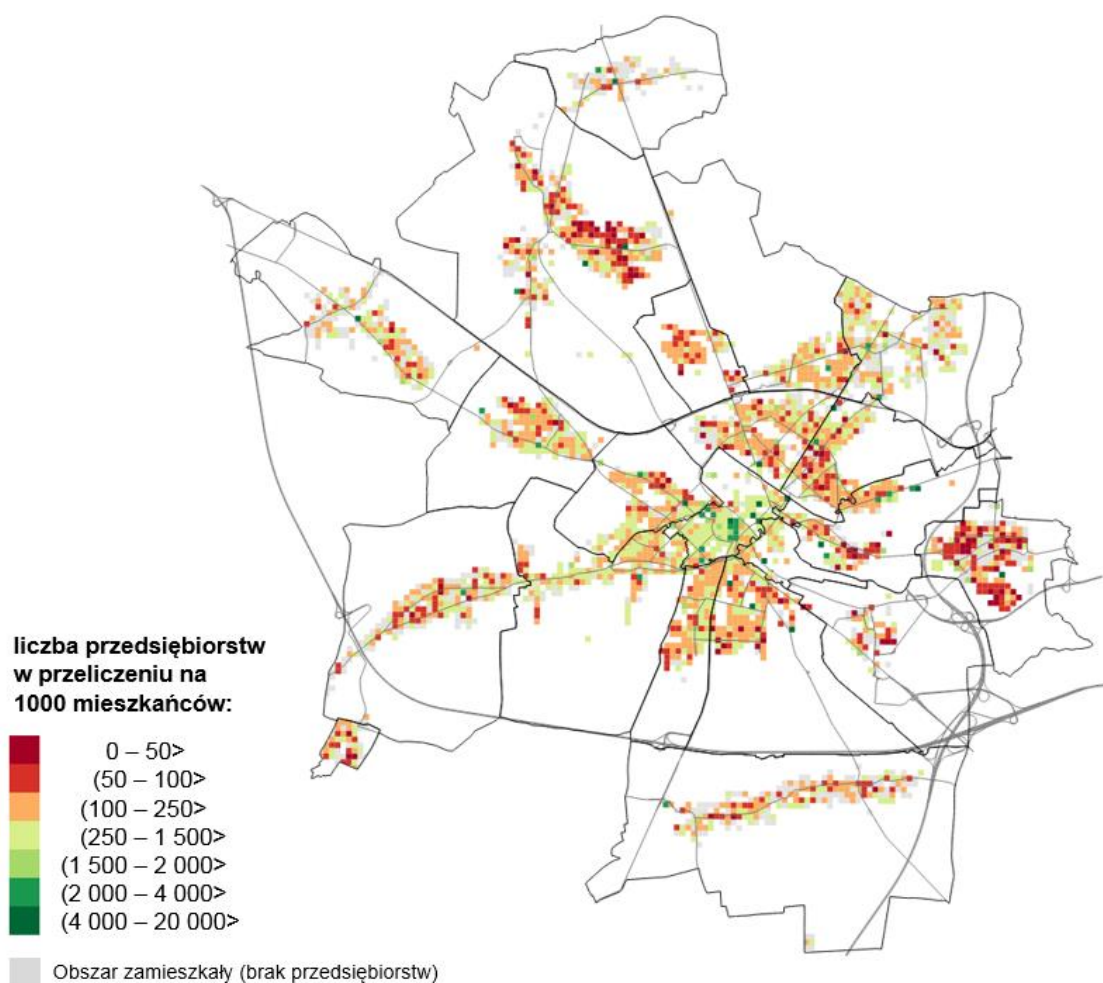 liczba przedsiębiorstw
w przeliczeniu na
1000 mieszkańców:
0 – 50>
(50 – 100>
(100 – 250>
(250 – 1 500>
(1 500 – 2 000>
(2 000 – 4 000>
(4 000 – 20 000>
Obszar zamieszkały (brak przedsiębiorstw)